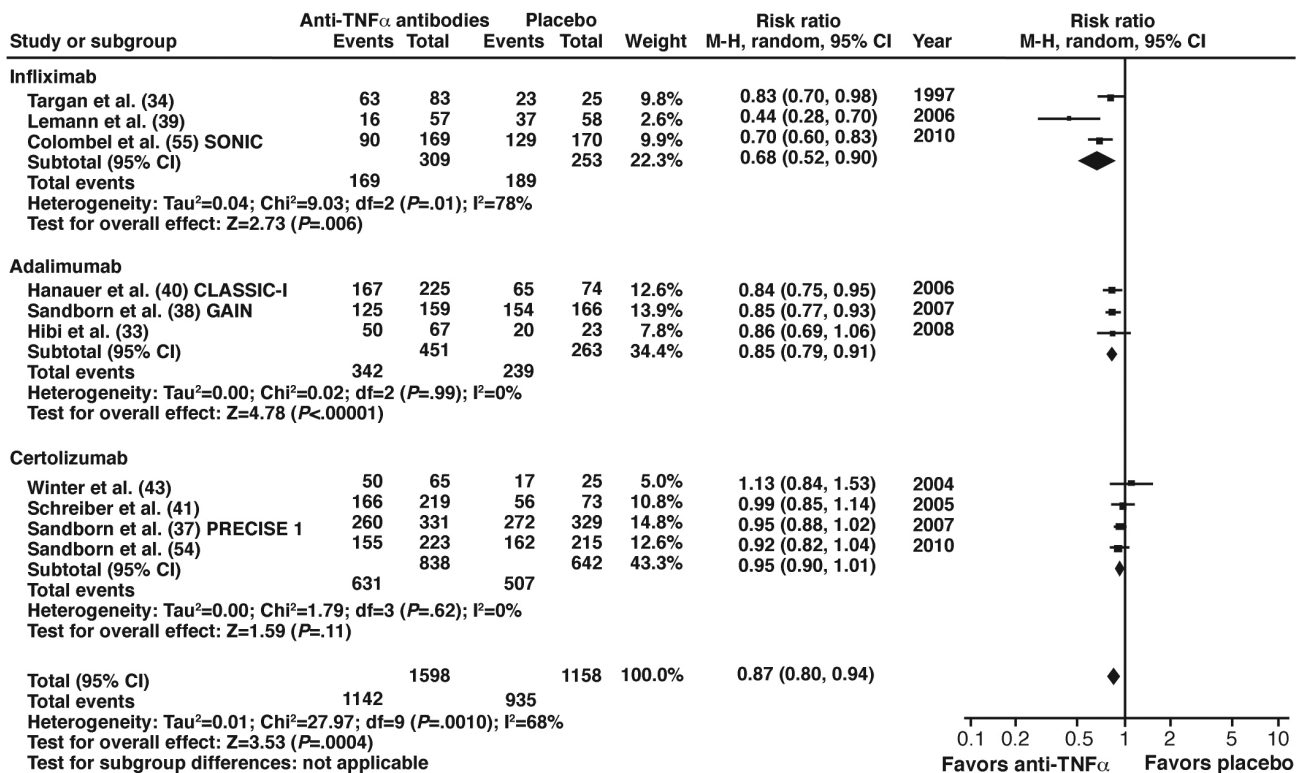 Anti-TNFα antibodies Placebo Risk ratio Risk ratio
Study or subgroup Events Total Events Total Weight M-H, random, 95% CI Year M-H, random, 95% CI
Infliximab
Targan et al. (34) 63 83 23 25 9.8% 0.83 (0.70, 0.98) 1997
Lemann et al. (39) 16 57 37 58 2.6% 0.44 (0.28, 0.70) 2006
Colombel et al. (55) SONIC 90 169 129 170 9.9% 0.70 (0.60, 0.83) 2010
Subtotal (95% CI) 309 253 22.3% 0.68 (0.52, 0.90)
Total events 169 189
Heterogeneity: Tau²=0.04; Chi²=9.03; df=2 (P=.01); I²=78%
Test for overall effect: Z=2.73 (P=.006)
Adalimumab
Hanauer et al. (40) CLASSIC-I 167 225 65 74 12.6% 0.84 (0.75, 0.95) 2006
Sandborn et al. (38) GAIN 125 159 154 166 13.9% 0.85 (0.77, 0.93) 2007
Hibi et al. (33) 50 67 20 23 7.8% 0.86 (0.69, 1.06) 2008
Subtotal (95% CI) 451 263 34.4% 0.85 (0.79, 0.91)
Total events 342 239
Heterogeneity: Tau²=0.00; Chi²=0.02; df=2 (P=.99); I²=0%
Test for overall effect: Z=4.78 (P<.00001)
Certolizumab
Winter et al. (43) 50 65 17 25 5.0% 1.13 (0.84, 1.53) 2004
Schreiber et al. (41) 166 219 56 73 10.8% 0.99 (0.85, 1.14) 2005
Sandborn et al. (37) PRECISE 1 260 331 272 329 14.8% 0.95 (0.88, 1.02) 2007
Sandborn et al. (54) 155 223 162 215 12.6% 0.92 (0.82, 1.04) 2010
Subtotal (95% CI) 838 642 43.3% 0.95 (0.90, 1.01)
Total events 631 507
Heterogeneity: Tau²=0.00; Chi²=1.79; df=3 (P=.62); I²=0%
Test for overall effect: Z=1.59 (P=.11)
Total (95% CI) 1598 1158 100.0% 0.87 (0.80, 0.94)
Total events 1142 935
Heterogeneity: Tau²=0.01; Chi²=27.97; df=9 (P=.0010); I²=68%
Test for overall effect: Z=3.53 (P=.0004)
Test for subgroup differences: not applicable
0.1 0.2 0.5 1 2 5 10
Favors anti-TNFα Favors placebo